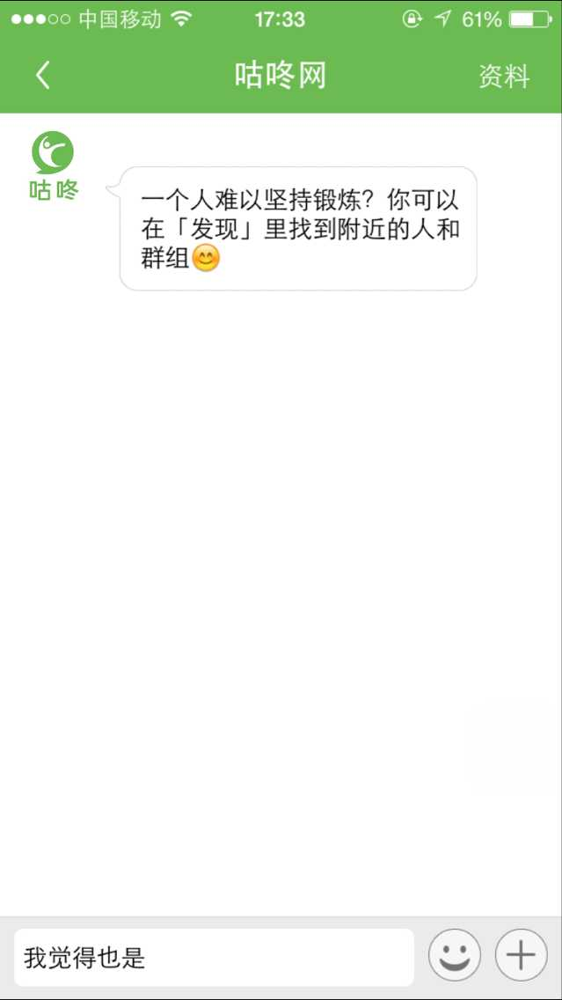 中国移动 17:33 61%
咕咚网 资料
咕咚
一个人难以坚持锻炼？你可以
在「发现」里找到附近的人和
群组😊
我觉得也是